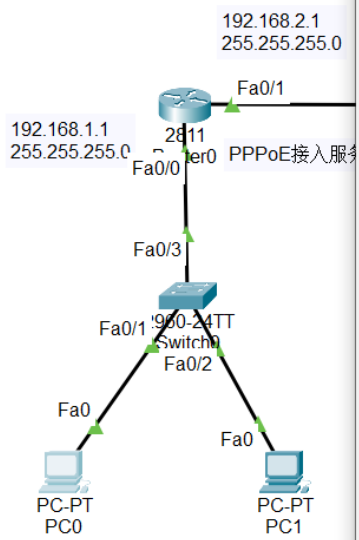 192.168.2.1
255.255.255.0
Fa0/1
192.168.1.1
255.255.255.0
2811
Fa0/0
PPPoE接入服务
Fa0/3
Fa0/1
2960-24TT
Switch0
Fa0/2
Fa0
Fa0
PC-PT
PC0
PC-PT
PC1